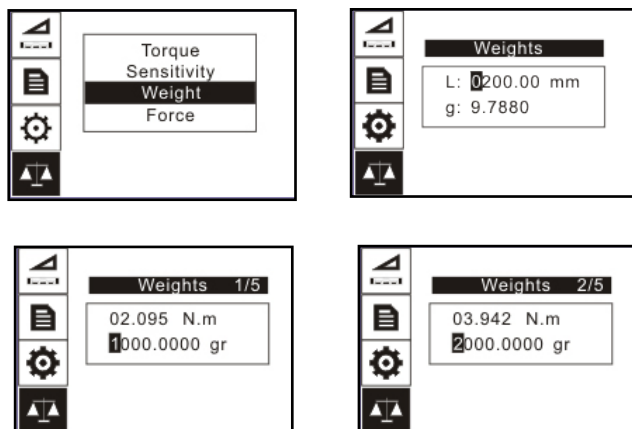 Torque
Sensitivity
Weight
Force
Weights
L: 0200.00 mm
g: 9.7880
Weights 1/5
02.095 N.m
1000.0000 gr
Weights 2/5
03.942 N.m
2000.0000 gr